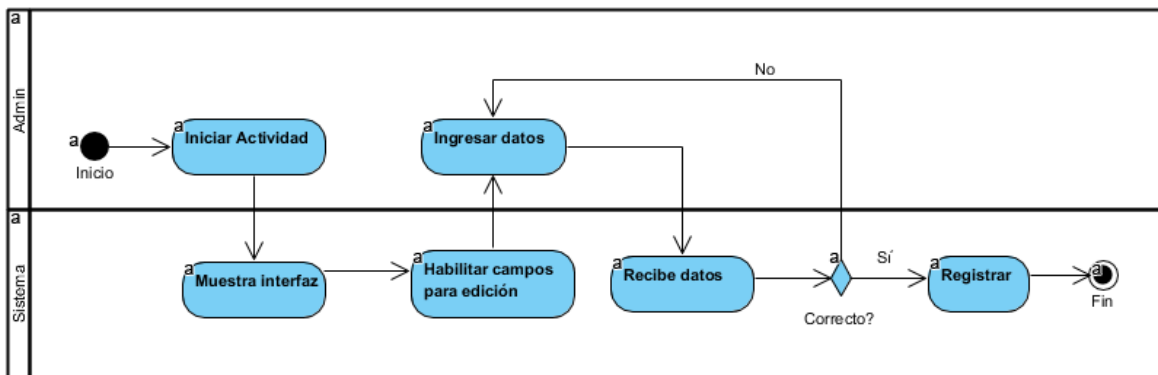 a
Admin
a
Inicio
a
Iniciar Actividad
a
Ingresar datos
No
a
Sistema
a
Muestra interfaz
a
Habilitar campos
para edición
a
Recibe datos
a
Correcto?
Sí
a
Registrar
a
Fin